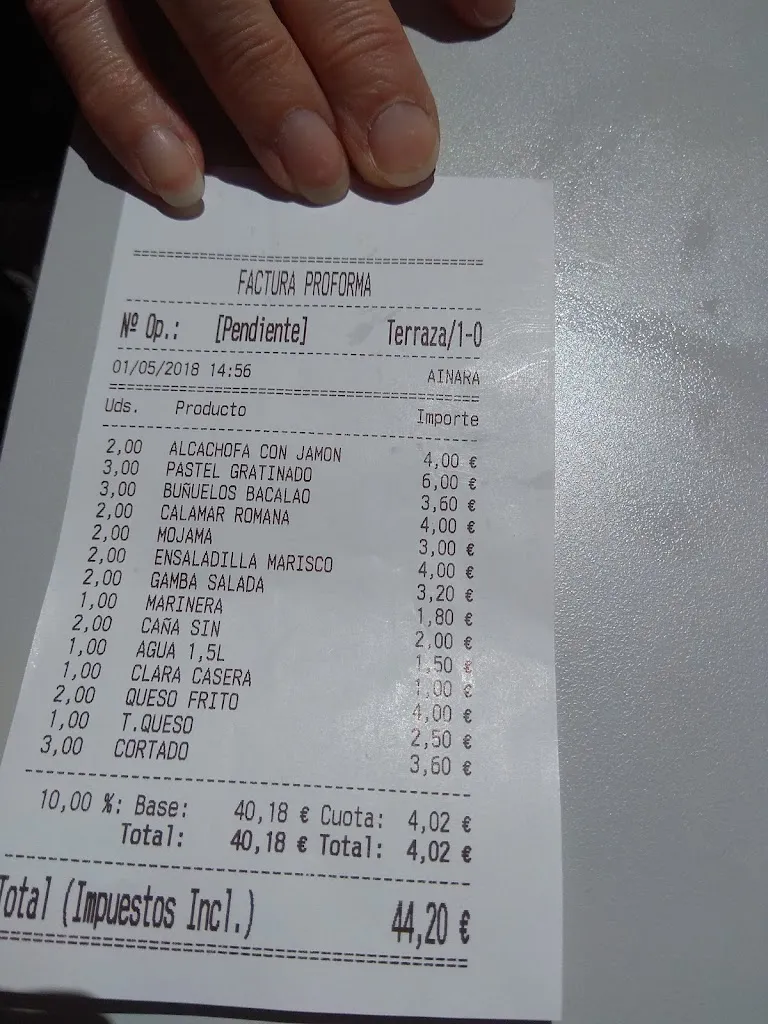 FACTURA PROFORMA
Nº Op.: [Pendiente] Terraza/1-0
01/05/2018 14:56 AINARA
Uds. Producto Importe
2,00 ALCACHOFA CON JAMON 4,00 €
3,00 PASTEL GRATINADO 6,00 €
3,00 BUÑUELOS BACALAO 3,60 €
2,00 CALAMAR ROMANA 4,00 €
2,00 MOJAMA 3,00 €
2,00 ENSALADILLA MARISCO 4,00 €
2,00 GAMBA SALADA 3,20 €
1,00 MARINERA 1,80 €
2,00 CAÑA SIN 2,00 €
1,00 AGUA 1,5L 1,50 €
1,00 CLARA CASERA 1,00 €
2,00 QUESO FRITO 4,00 €
1,00 T.QUESO 2,50 €
3,00 CORTADO 3,60 €
10,00 %: Base: 40,18 € Cuota: 4,02 €
Total: 40,18 € Total: 4,02 €
Total (Impuestos Incl.) 44,20 €